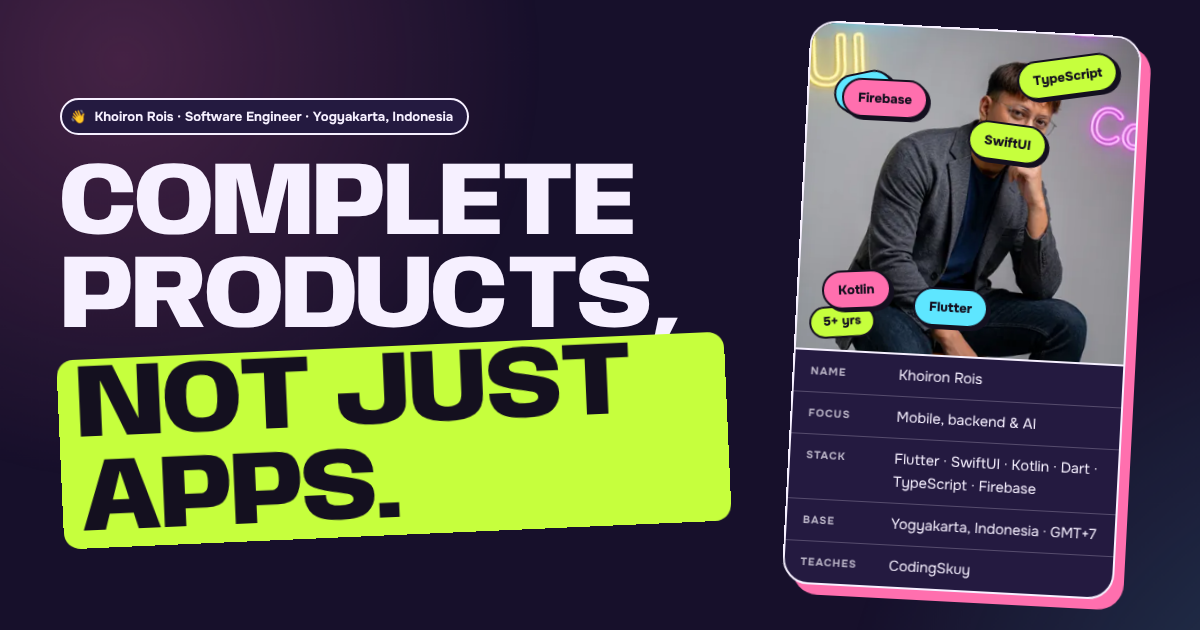 👋 Khoiron Rois · Software Engineer · Yogyakarta, Indonesia
COMPLETE
PRODUCTS,
NOT JUST
APPS.
UI
TypeScript
Firebase
SwiftUI
Kotlin
Flutter
5+ yrs
NAME Khoiron Rois
FOCUS Mobile, backend & AI
STACK Flutter · SwiftUI · Kotlin · Dart ·
TypeScript · Firebase
BASE Yogyakarta, Indonesia · GMT+7
TEACHES CodingSkuy